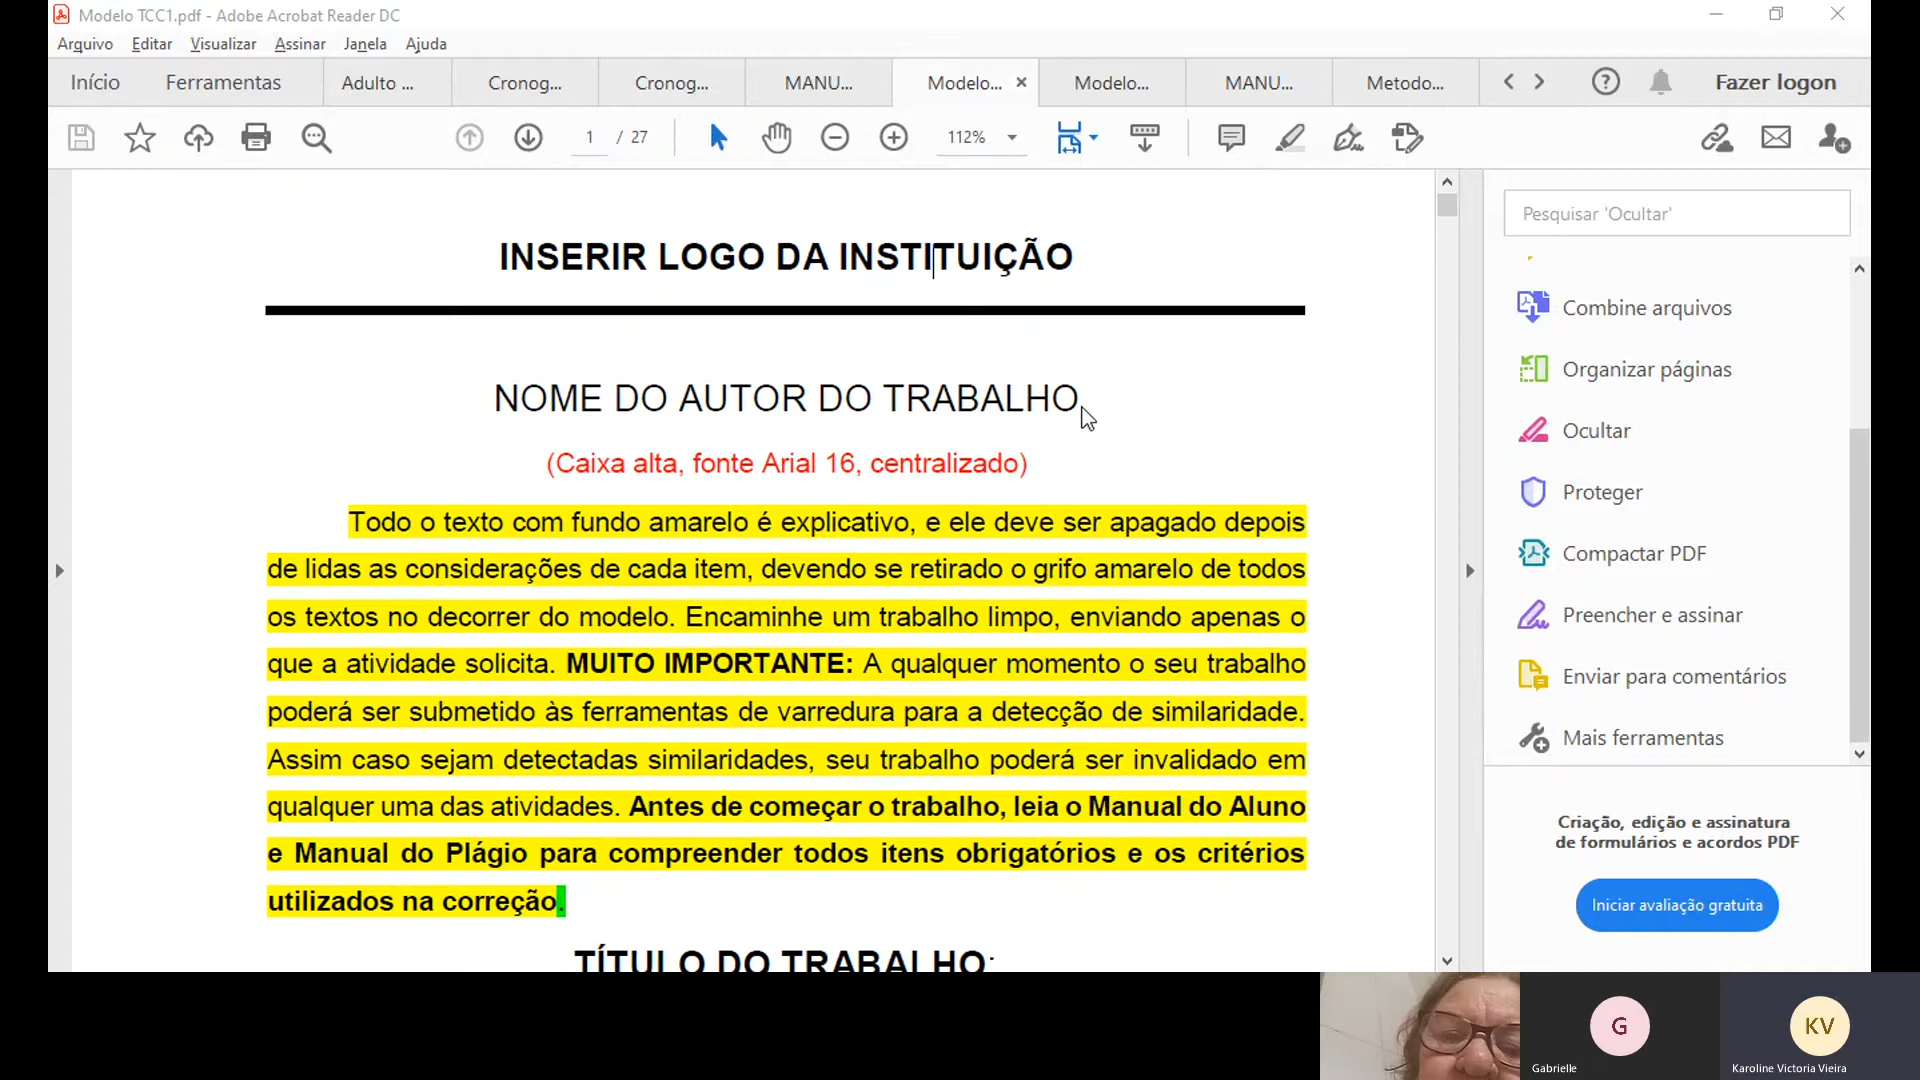 Modelo TCC1.pdf - Adobe Acrobat Reader DC
Arquivo Editar Visualizar Assinar Janela Ajuda
Início Ferramentas Adulto ... Cronog... Cronog... MANU... Modelo... × Modelo... MANU... Metodo... Fazer logon
1 / 27 112%
INSERIR LOGO DA INSTITUIÇÃO
NOME DO AUTOR DO TRABALHO
(Caixa alta, fonte Arial 16, centralizado)
Todo o texto com fundo amarelo é explicativo, e ele deve ser apagado depois
de lidas as considerações de cada item, devendo se retirado o grifo amarelo de todos
os textos no decorrer do modelo. Encaminhe um trabalho limpo, enviando apenas o
que a atividade solicita. MUITO IMPORTANTE: A qualquer momento o seu trabalho
poderá ser submetido às ferramentas de varredura para a detecção de similaridade.
Assim caso sejam detectadas similaridades, seu trabalho poderá ser invalidado em
qualquer uma das atividades. Antes de começar o trabalho, leia o Manual do Aluno
e Manual do Plágio para compreender todos itens obrigatórios e os critérios
utilizados na correção.
TÍTULO DO TRABALHO:
Pesquisar 'Ocultar'
Combine arquivos
Organizar páginas
Ocultar
Proteger
Compactar PDF
Preencher e assinar
Enviar para comentários
Mais ferramentas
Criação, edição e assinatura
de formulários e acordos PDF
Iniciar avaliação gratuita
G
Gabrielle
KV
Karoline Victoria Vieira